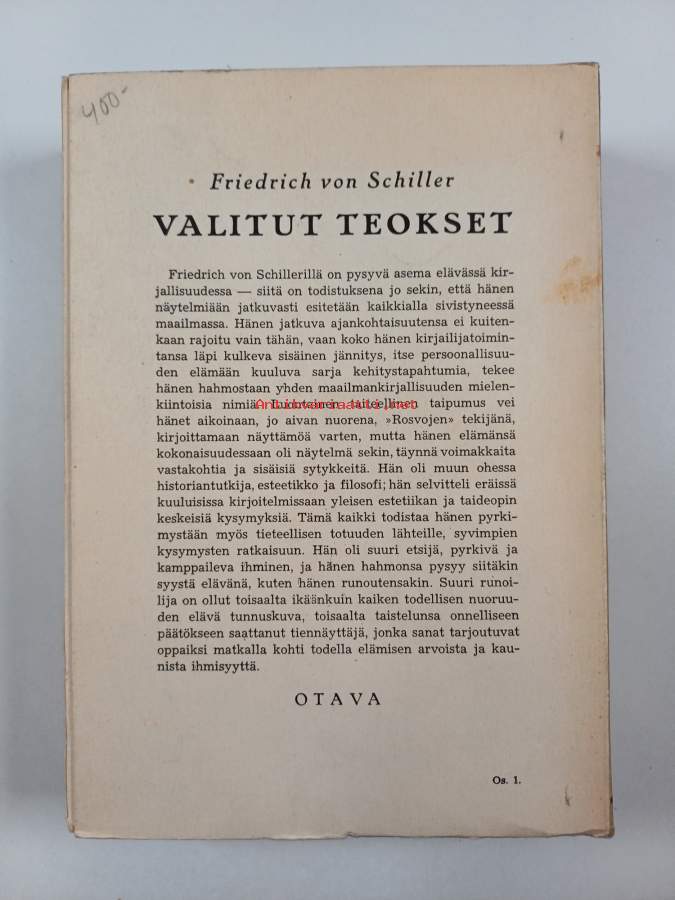 400-
Friedrich von Schiller
VALITUT TEOKSET
Friedrich von Schillerillä on pysyvä asema elävässä kir-
jallisuudessa — siitä on todistuksena jo sekin, että hänen
näytelmiään jatkuvasti esitetään kaikkialla sivistyneessä
maailmassa. Hänen jatkuva ajankohtaisuutensa ei kuiten-
kaan rajoitu vain tähän, vaan koko hänen kirjailijatoimin-
tansa läpi kulkeva sisäinen jännitys, itse persoonallisuu-
den elämään kuuluva sarja kehitystapahtumia, tekee
hänen hahmostaan yhden maailmankirjallisuuden mielen-
kiintoisia nimiä. Luontainen taiteellinen taipumus vei
hänet aikoinaan, jo aivan nuorena, »Rosvojen» tekijänä,
kirjoittamaan näyttämöä varten, mutta hänen elämänsä
kokonaisuudessaan oli näytelmä sekin, täynnä voimakkaita
vastakohtia ja sisäisiä sytykkeitä. Hän oli muun ohessa
historiantutkija, esteetikko ja filosofi; hän selvitteli eräissä
kuuluisissa kirjoitelmissaan yleisen estetiikan ja taideopin
keskeisiä kysymyksiä. Tämä kaikki todistaa hänen pyrki-
mystään myös tieteellisen totuuden lähteille, syvimpien
kysymysten ratkaisuun. Hän oli suuri etsijä, pyrkivä ja
kamppaileva ihminen, ja hänen hahmonsa pysyy siitäkin
syystä elävänä, kuten hänen runoutensakin. Suuri runoi-
lija on ollut toisaalta ikäänkuin kaiken todellisen nuoruu-
den elävä tunnuskuva, toisaalta taistelunsa onnelliseen
päätökseen saattanut tiennäyttäjä, jonka sanat tarjoutuvat
oppaiksi matkalla kohti todella elämisen arvoista ja kau-
nista ihmisyyttä.
OTAVA
Os. 1.